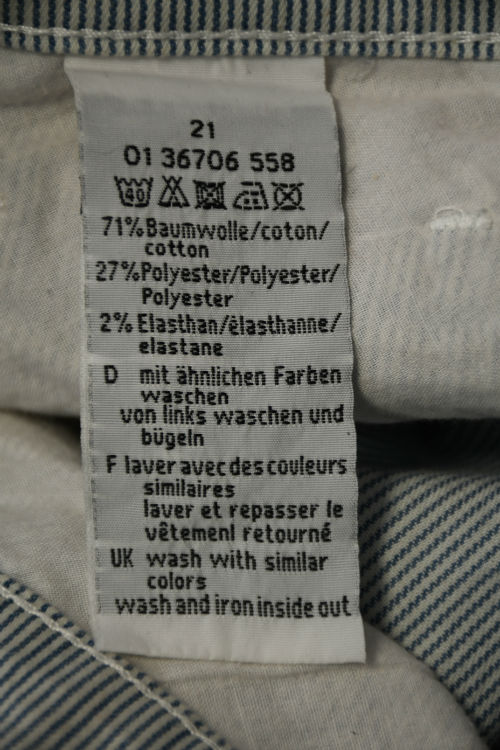 21
01 36706 558
40
71%Baumwolle/coton/
cotton
27%Polyester/Polyester/
Polyester
2% Elasthan/élasthanne/
elastane
D mit ähnlichen Farben
waschen
von links waschen und
bügeln
F laver avec des couleurs
similaires
laver et repasser le
vêtement retourné
UK wash with similar
colors
wash and iron inside out